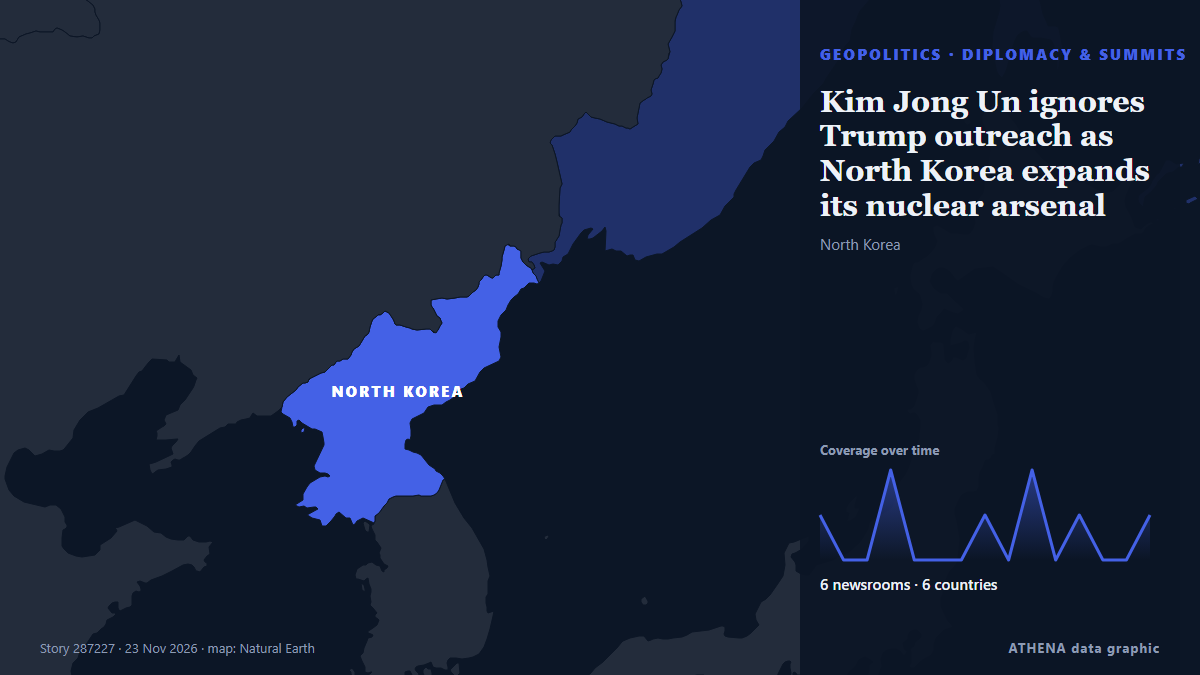 GEOPOLITICS · DIPLOMACY & SUMMITS
Kim Jong Un ignores
Trump outreach as
North Korea expands
its nuclear arsenal
North Korea
NORTH KOREA
Coverage over time
6 newsrooms · 6 countries
Story 287227 · 23 Nov 2026 · map: Natural Earth
ATHENA data graphic